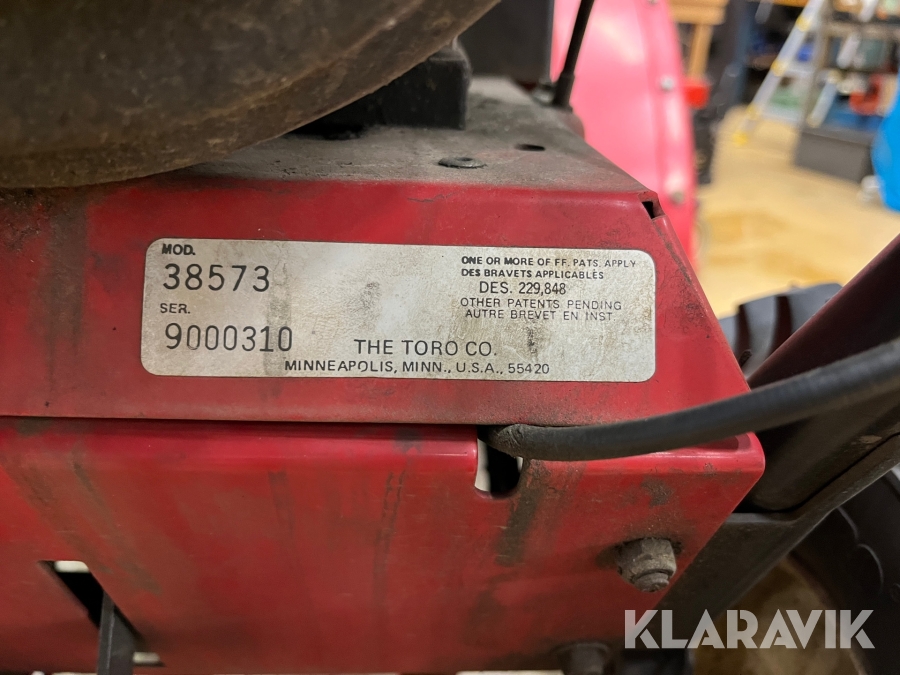 MOD.
38573
SER.
9000310
ONE OR MORE OF FF. PATS. APPLY
DES BRAVETS APPLICABLES
DES. 229,848
OTHER PATENTS PENDING
AUTRE BREVET EN INST.
THE TORO CO.
MINNEAPOLIS, MINN., U.S.A., 55420
KLARAVIK